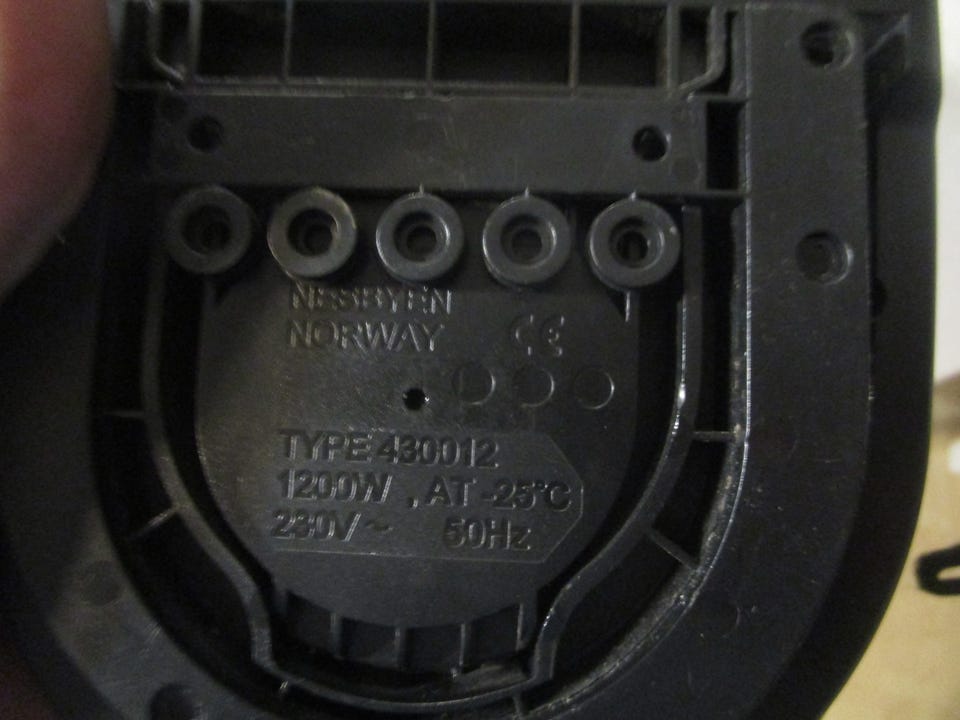 NESBYEN
NORWAY CE
TYPE 430012
1200W , AT -25°C
230V ~ 50Hz